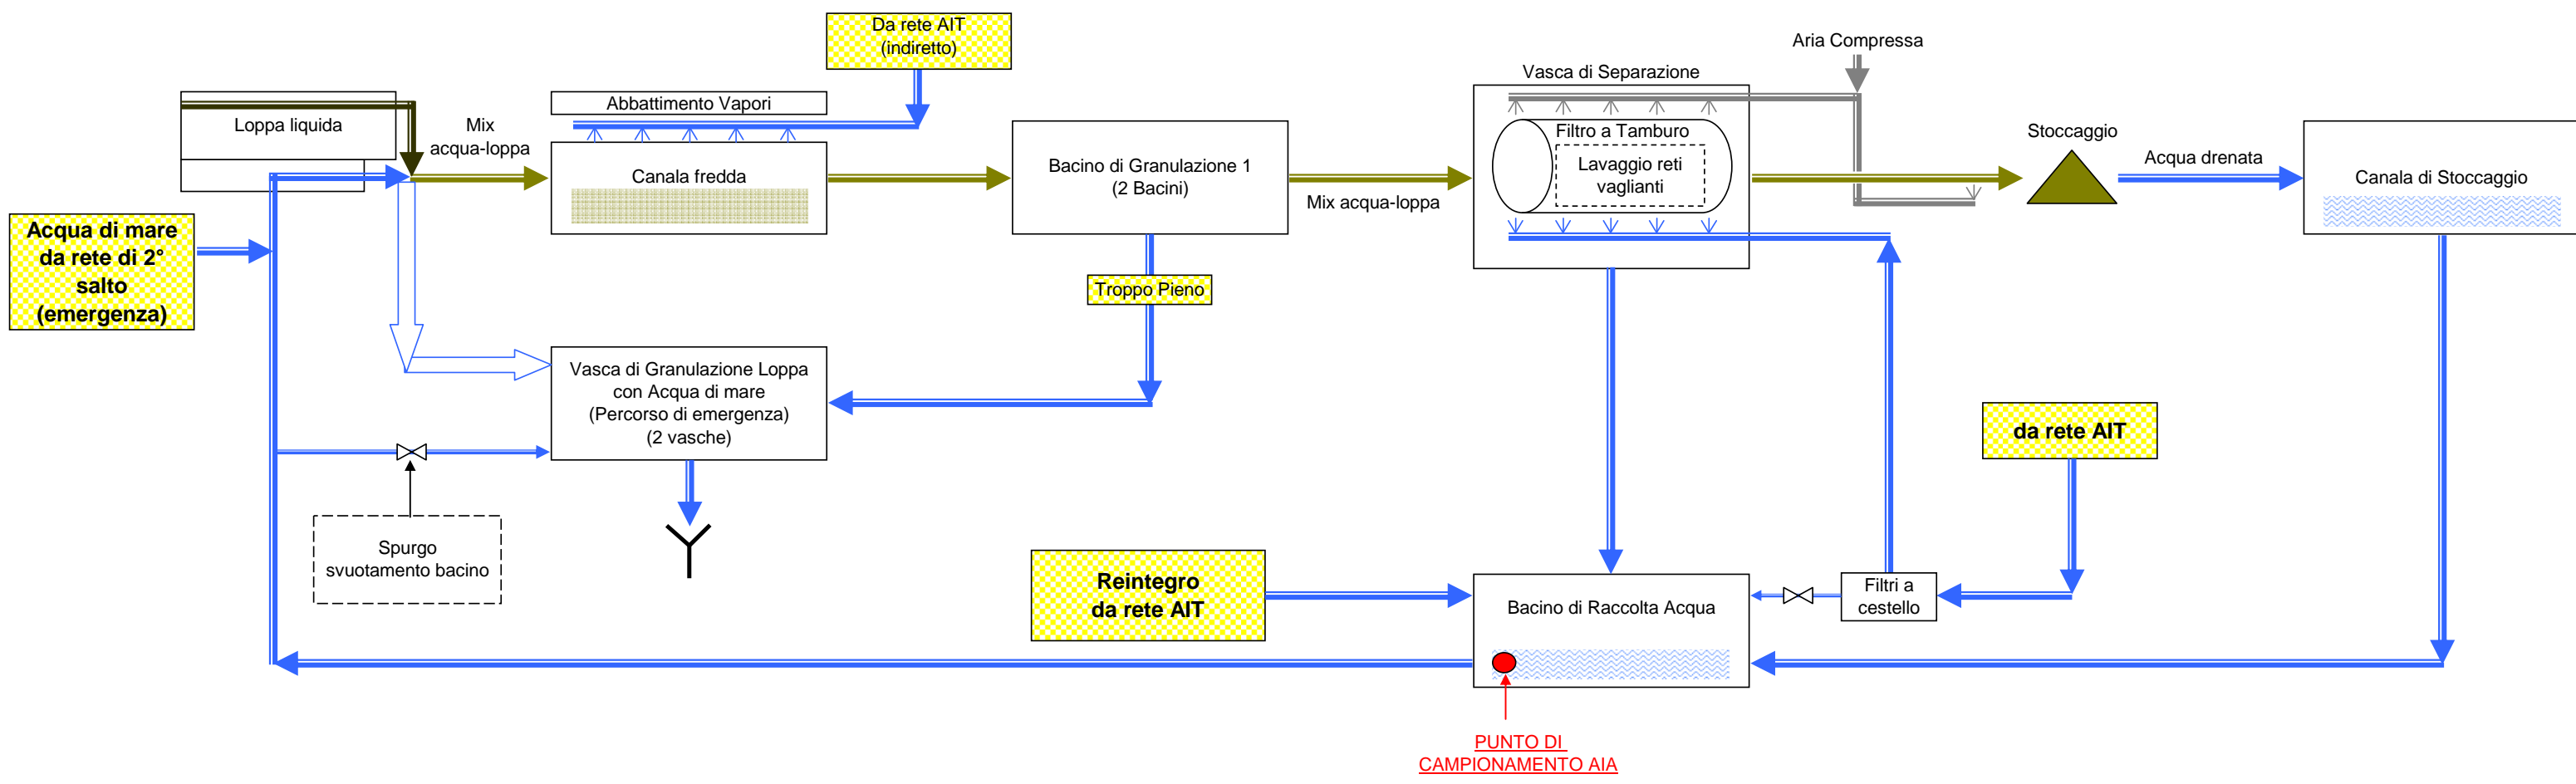 Da rete AIT
(indiretto)
Aria Compressa
Vasca di Separazione
Abbattimento Vapori
Loppa liquida
Mix
acqua-loppa
Canala fredda
Bacino di Granulazione 1
(2 Bacini)
Mix acqua-loppa
Filtro a Tamburo
Lavaggio reti
vaglianti
Stoccaggio
Acqua drenata
Canala di Stoccaggio
Acqua di mare
da rete di 2°
salto
(emergenza)
Troppo Pieno
Vasca di Granulazione Loppa
con Acqua di mare
(Percorso di emergenza)
(2 vasche)
da rete AIT
Spurgo
svuotamento bacino
Reintegro
da rete AIT
Bacino di Raccolta Acqua
Filtri a
cestello
PUNTO DI
CAMPIONAMENTO AIA